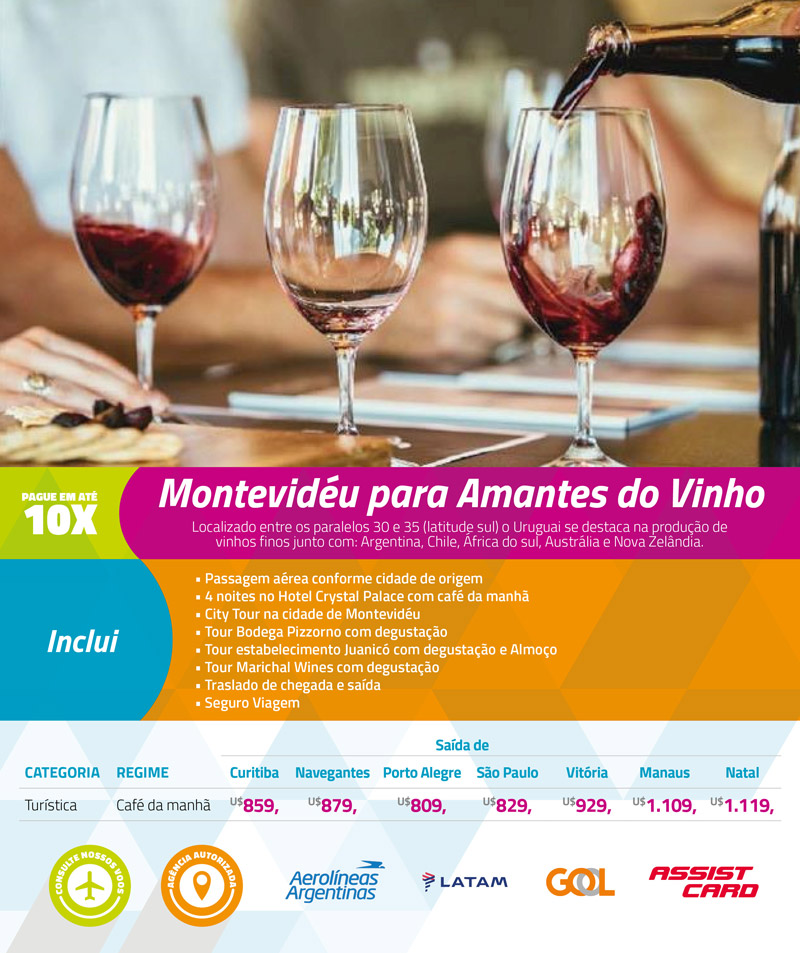 PAGUE EM ATÉ
10X
Montevidéu para Amantes do Vinho
Localizado entre os paralelos 30 e 35 (latitude sul) o Uruguai se destaca na produção de
vinhos finos junto com: Argentina, Chile, África do sul, Austrália e Nova Zelândia.
Inclui
• Passagem aérea conforme cidade de origem
• 4 noites no Hotel Crystal Palace com café da manhã
• City Tour na cidade de Montevidéu
• Tour Bodega Pizzorno com degustação
• Tour estabelecimento Juanicó com degustação e Almoço
• Tour Marichal Wines com degustação
• Traslado de chegada e saída
• Seguro Viagem
Saída de
CATEGORIA REGIME Curitiba Navegantes Porto Alegre São Paulo Vitória Manaus Natal
Turística Café da manhã U$859, U$879, U$809, U$829, U$929, U$1.109, U$1.119,
CONSULTE NOSSOS VOOS
AGÊNCIA AUTORIZADA
Aerolíneas
Argentinas
LATAM
GOL
ASSIST
CARD